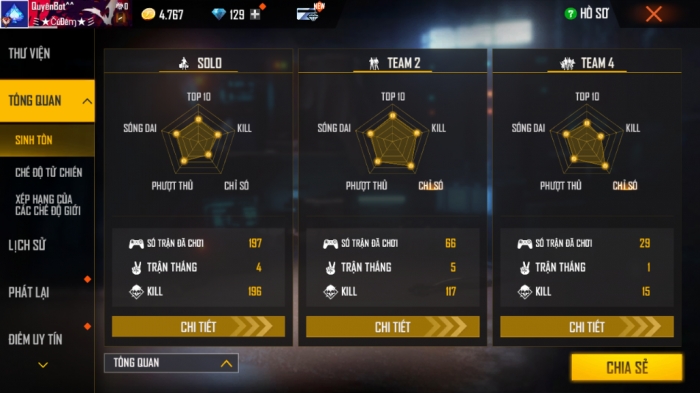 QuyênBot^^
★CúĐêm★
4.767
129
NEW
HỒ SƠ
THƯ VIỆN
TỔNG QUAN
SINH TỒN
CHẾ ĐỘ TỬ CHIẾN
XẾP HẠNG CỦA
CÁC CHẾ ĐỘ GIỚI
LỊCH SỬ
PHÁT LẠI
ĐIỂM UY TÍN
SOLO
TOP 10
SỐNG DAI
KILL
PHƯỢT THỦ
CHỈ SỐ
SỐ TRẬN ĐÃ CHƠI 197
TRẬN THẮNG 4
KILL 196
CHI TIẾT
TEAM 2
TOP 10
SỐNG DAI
KILL
PHƯỢT THỦ
CHỈ SỐ
SỐ TRẬN ĐÃ CHƠI 66
TRẬN THẮNG 5
KILL 117
CHI TIẾT
TEAM 4
TOP 10
SỐNG DAI
KILL
PHƯỢT THỦ
CHỈ SỐ
SỐ TRẬN ĐÃ CHƠI 29
TRẬN THẮNG 1
KILL 15
CHI TIẾT
TỔNG QUAN
CHIA SẺ